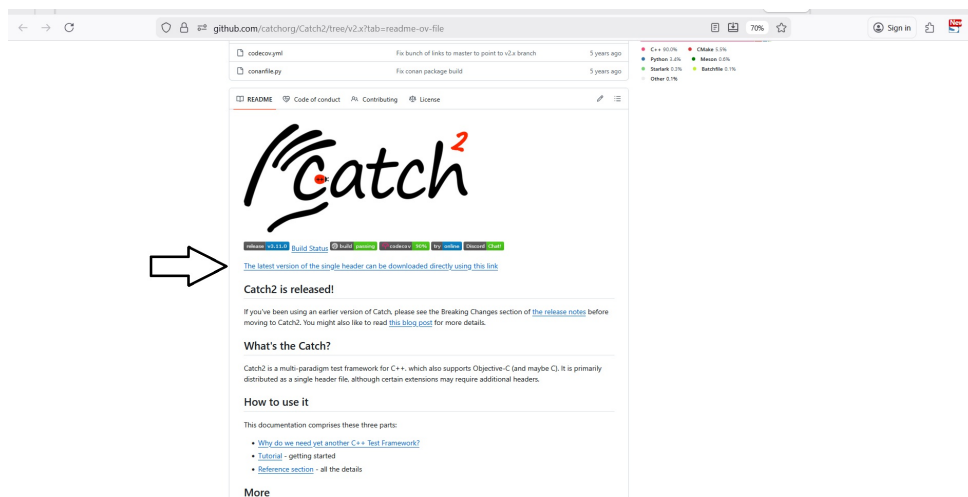 New
github.com/catchorg/Catch2/tree/v2.x?tab=readme-ov-file
70%
Sign in
codecov.yml Fix bunch of links to master to point to v2.x branch 5 years ago
conanfile.py Fix conan package build 5 years ago
C++ 90.0% CMake 5.5%
Python 3.4% Meson 0.6%
Starlark 0.3% Batchfile 0.1%
Other 0.1%
README Code of conduct Contributing License
Catch2
release v3.11.0 Build Status build passing codecov 90% try online Discord Chat!
The latest version of the single header can be downloaded directly using this link
Catch2 is released!
If you've been using an earlier version of Catch, please see the Breaking Changes section of the release notes before
moving to Catch2. You might also like to read this blog post for more details.
What's the Catch?
Catch2 is a multi-paradigm test framework for C++. which also supports Objective-C (and maybe C). It is primarily
distributed as a single header file, although certain extensions may require additional headers.
How to use it
This documentation comprises these three parts:
Why do we need yet another C++ Test Framework?
Tutorial - getting started
Reference section - all the details
More